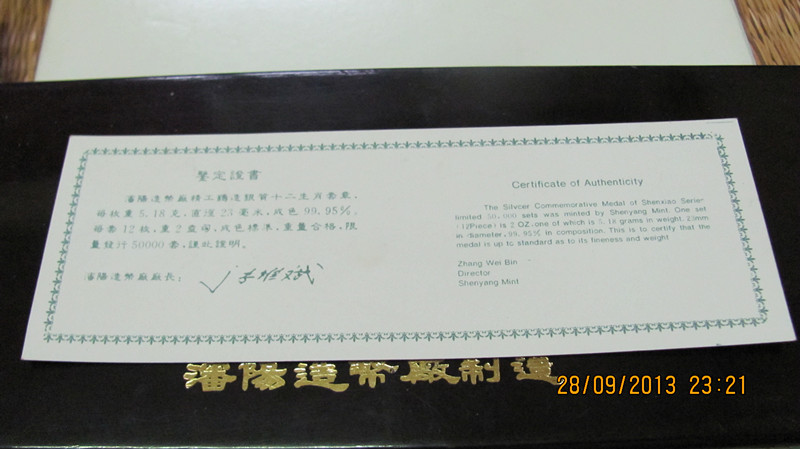 鑒定證書
瀋陽造幣廠精工鑄造銀質十二生肖套章，
每枚重5.18克，直徑23毫米，成色99.95%，
每套12枚，重2盎司，成色標準，重量合格，限
量發行50000套，謹此證明。
瀋陽造幣廠廠長：
Certificate of Authenticity
The Silvcer Commemorative Medal of Shenxiao Series
limited 50,000 sets was minted by Shenyang Mint. One set
(12Piece) is 2 OZ,one of which is 5.18 grams in weight, 23mm
in diameter, 99.95% in composition. This is to certify that the
medal is up to standard as to its fineness and weight
Zhang Wei Bin
Director
Shenyang Mint
瀋陽造幣廠制造
28/09/2013 23:21